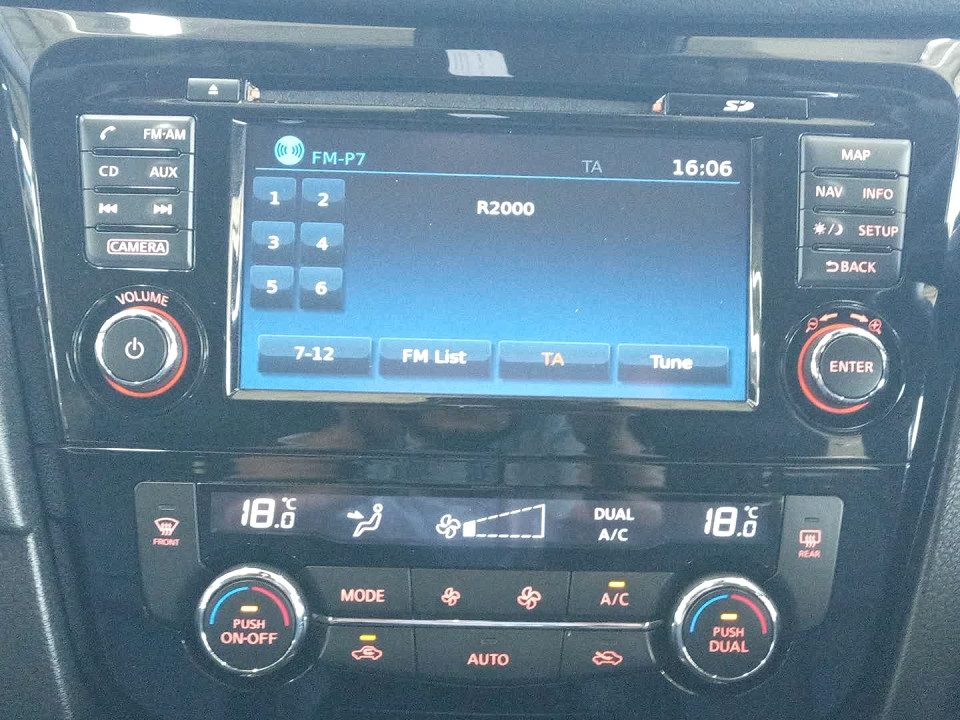 SD
FM·AM
CD AUX
CAMERA
VOLUME
FM-P7 TA 16:06
R2000
1 2
3 4
5 6
7-12 FM List TA Tune
MAP
NAV INFO
SETUP
BACK
ENTER
FRONT
18.0 °C
DUAL
A/C
18.0 °C
REAR
PUSH
ON·OFF
MODE
A/C
AUTO
PUSH
DUAL